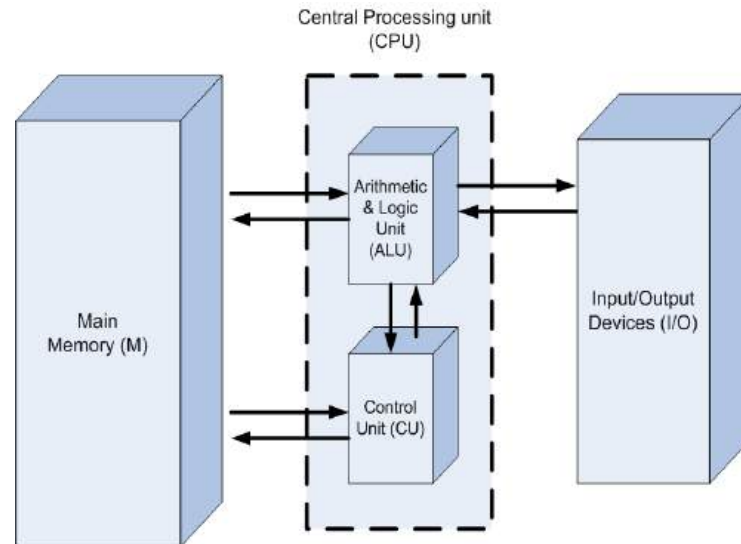 Central Processing unit
(CPU)
Main
Memory (M)
Arithmetic
& Logic
Unit
(ALU)
Control
Unit (CU)
Input/Output
Devices (I/O)